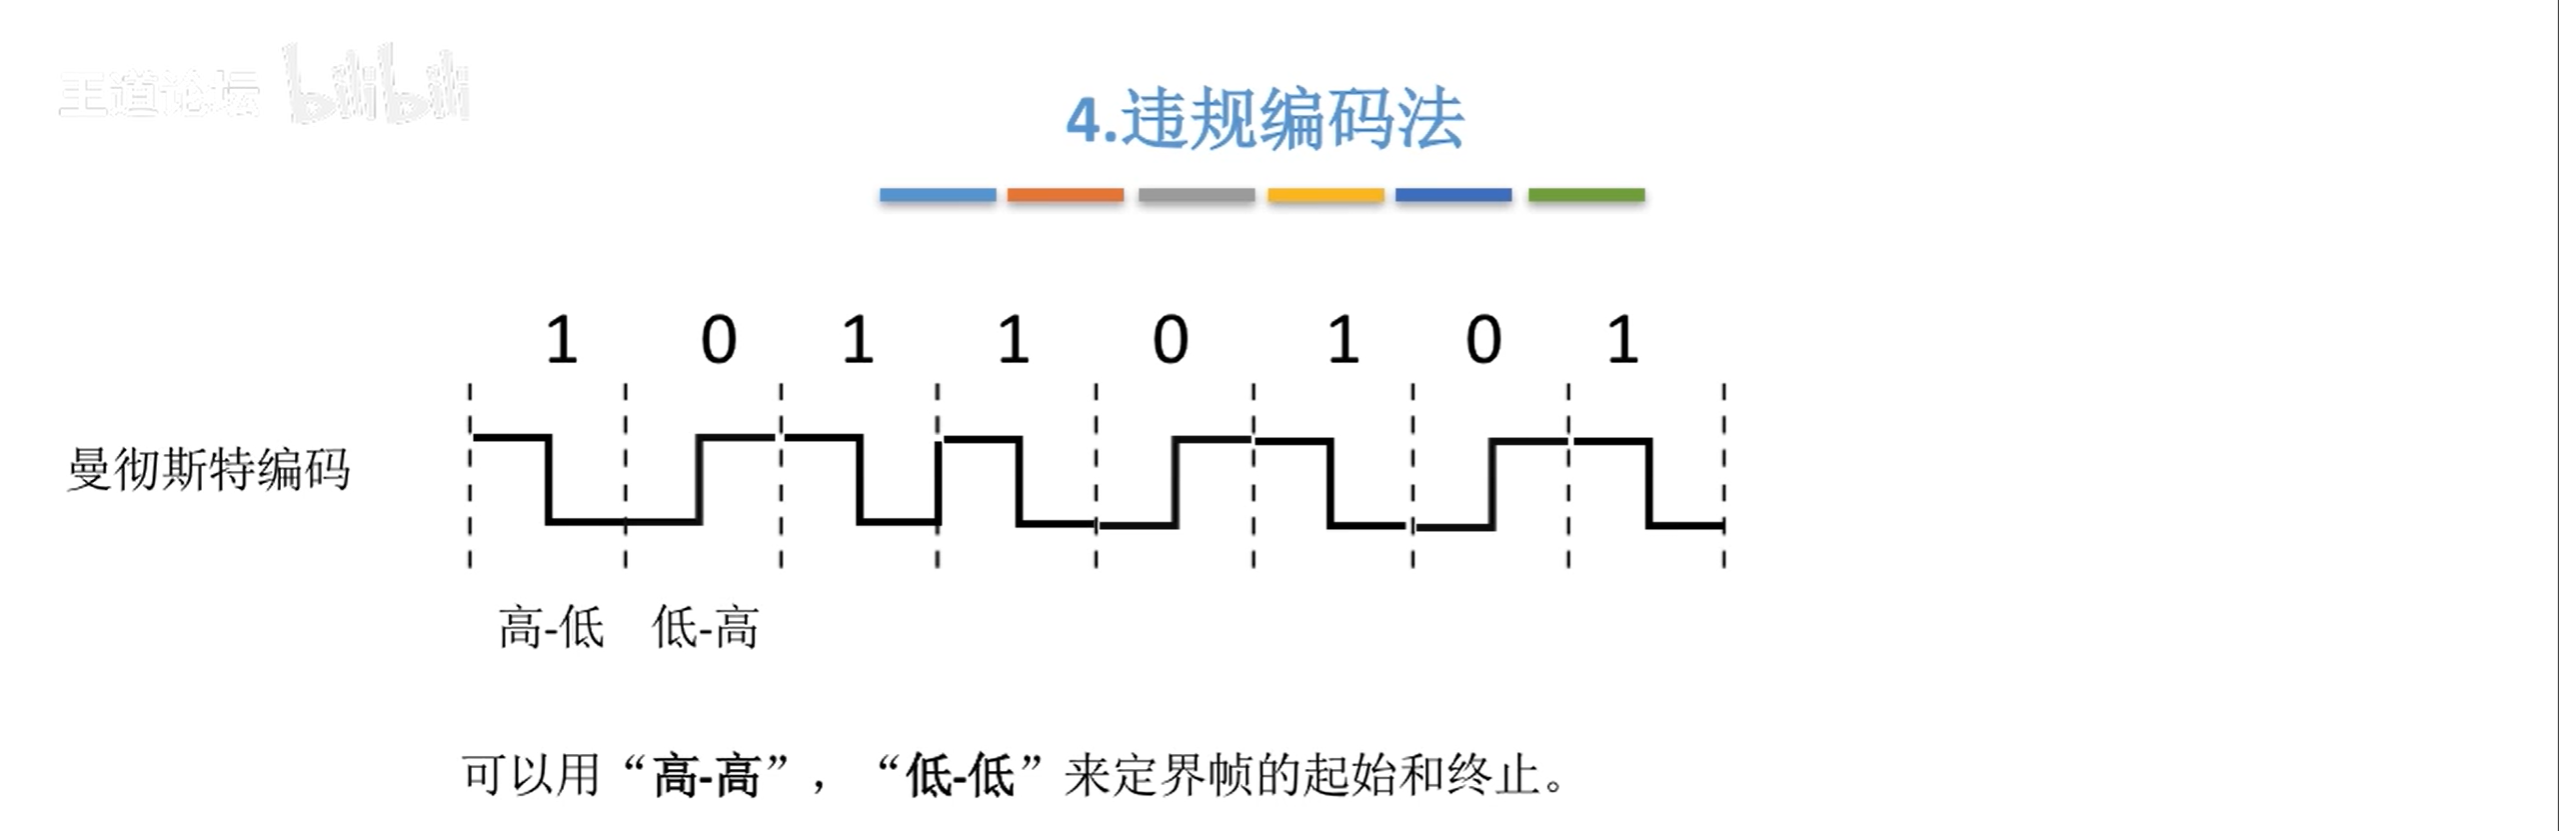 王道论坛 bilibili
4.违规编码法
1 0 1 1 0 1 0 1
曼彻斯特编码
高-低 低-高
可以用“高-高”，“低-低”来定界帧的起始和终止。